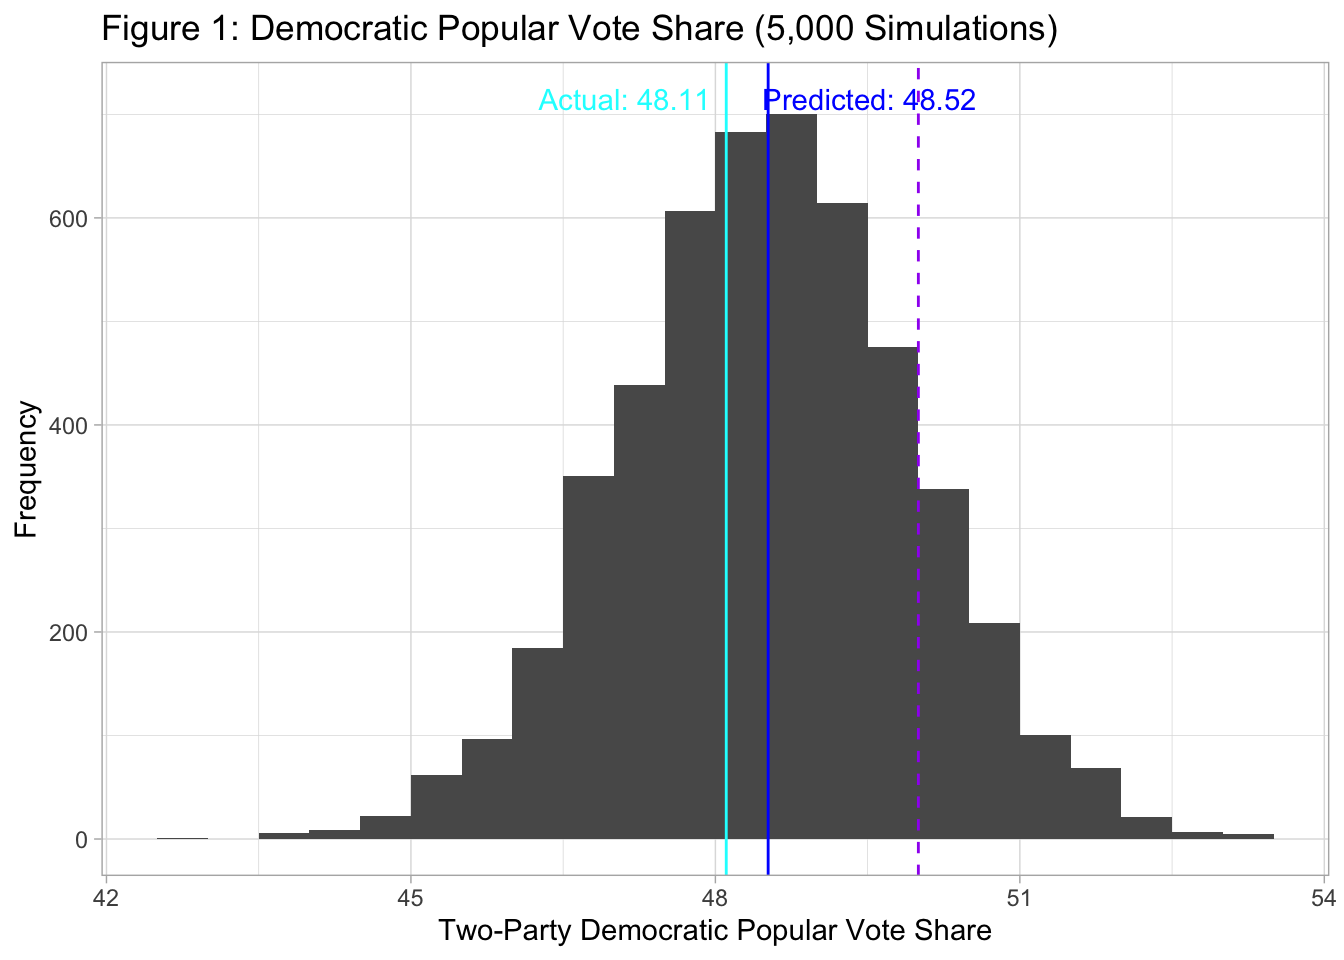 Figure 1: Democratic Popular Vote Share (5,000 Simulations)
Actual: 48.11
Predicted: 48.52
600
400
200
0
Frequency
42
45
48
51
54
Two-Party Democratic Popular Vote Share